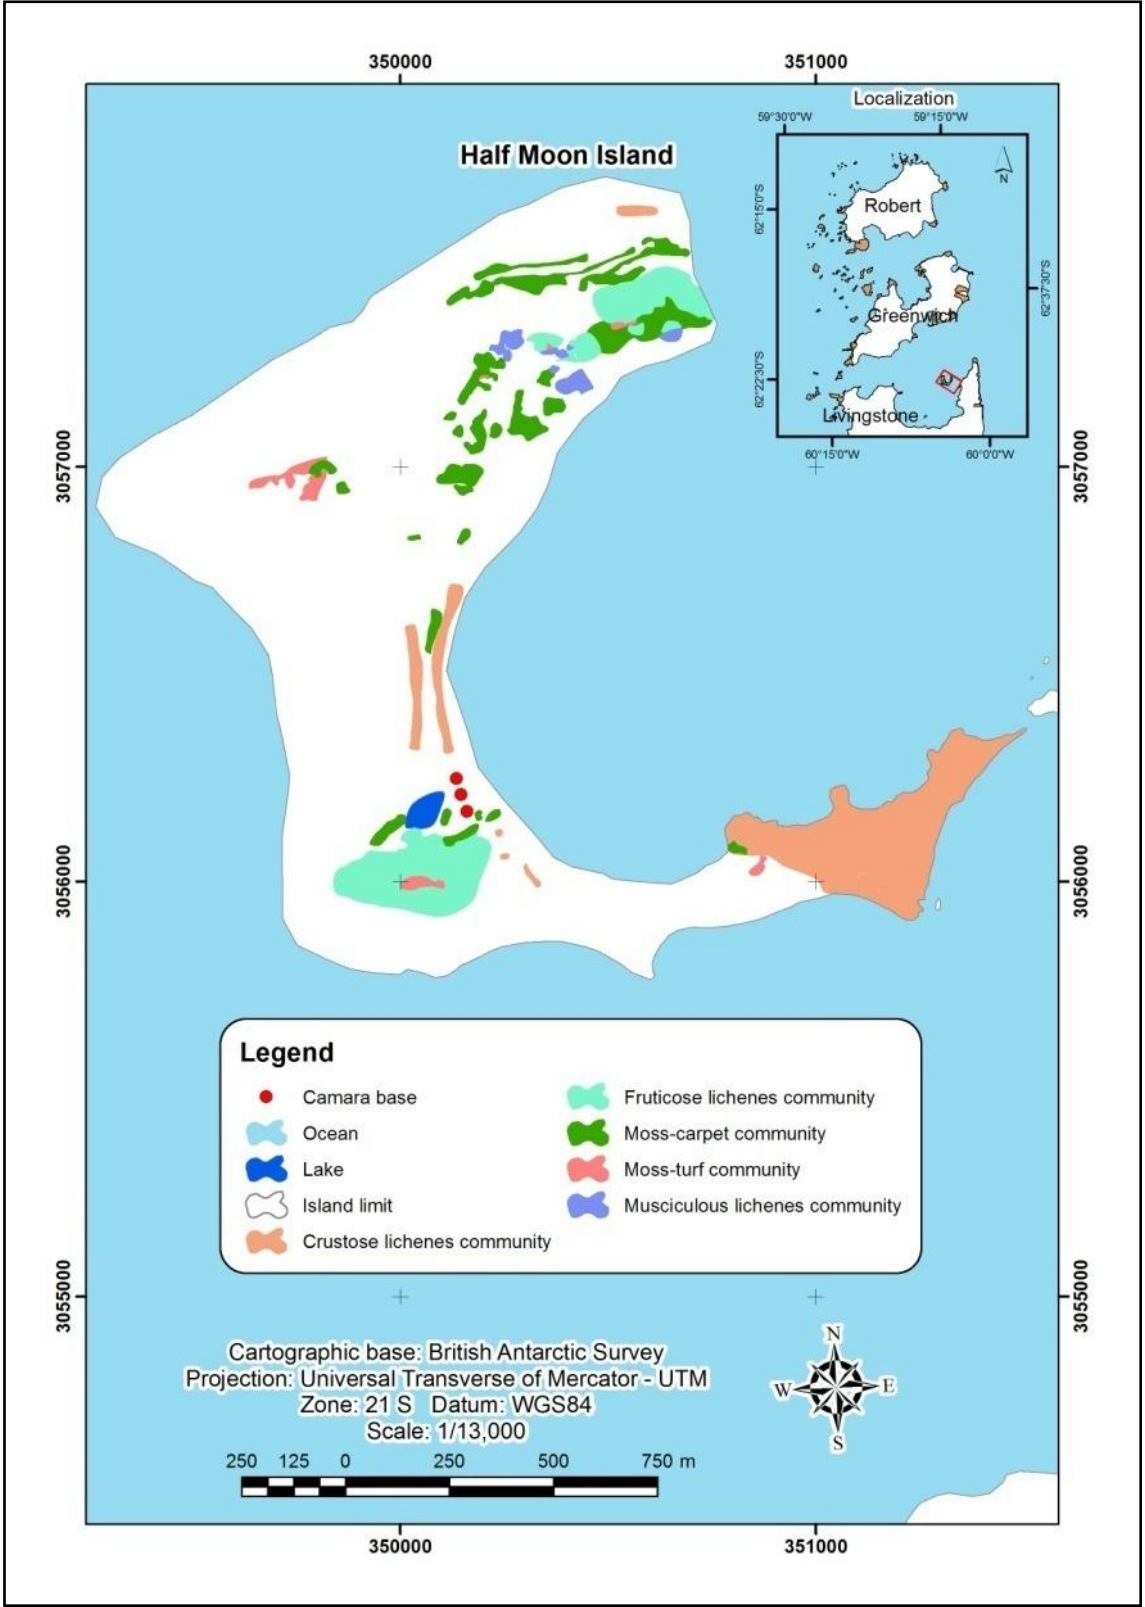 350000
351000
Localization
59°30'0"W
59°15'0"W
Half Moon Island
N
Robert
62°15'0"S
62°37'30"S
Greenwich
62°22'30"S
Livingstone
60°15'0"W
60°0'0"W
3057000
3057000
3056000
3056000
Legend
Camara base
Ocean
Lake
Island limit
Crustose lichenes community
Fruticose lichenes community
Moss-carpet community
Moss-turf community
Musciculous lichenes community
3055000
3055000
Cartographic base: British Antarctic Survey
Projection: Universal Transverse of Mercator - UTM
Zone: 21 S Datum: WGS84
Scale: 1/13,000
250 125 0 250 500 750 m
N
W E
S
350000
351000